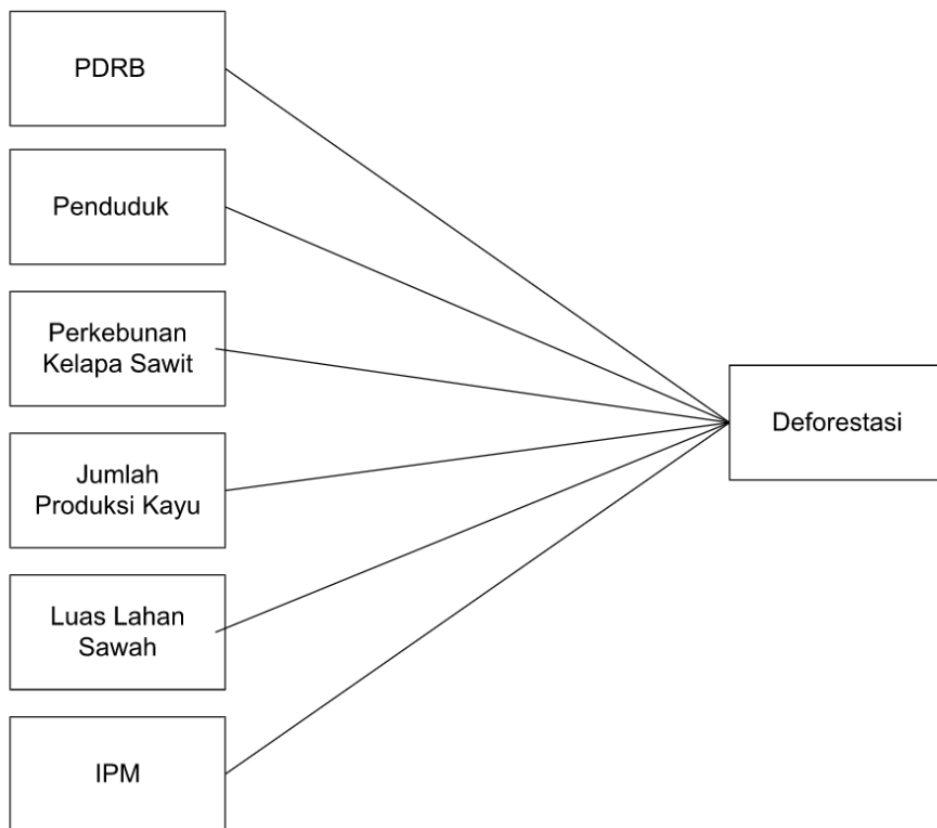 PDRB
Penduduk
Perkebunan
Kelapa Sawit
Jumlah
Produksi Kayu
Luas Lahan
Sawah
IPM
Deforestasi